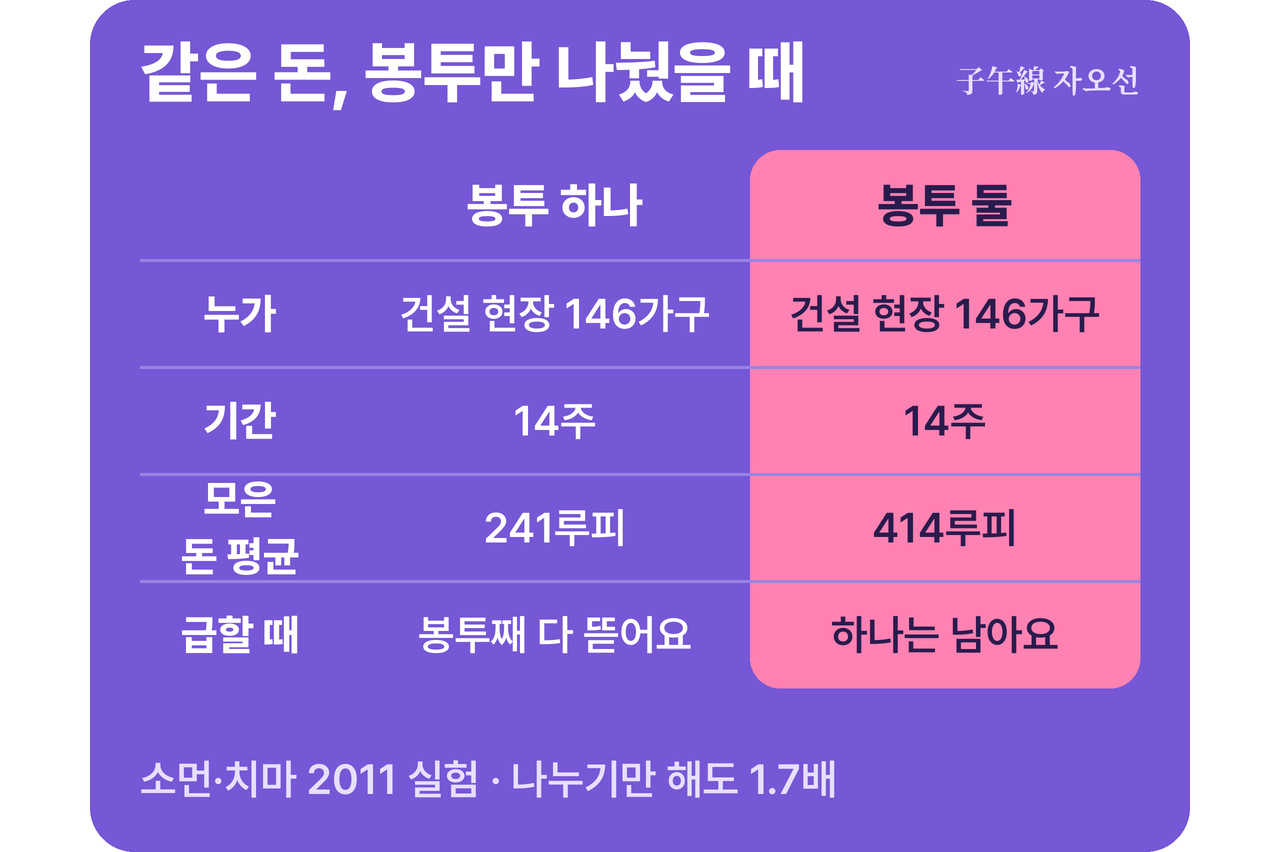 같은 돈, 봉투만 나눴을 때
子午線 자오선
봉투 하나
봉투 둘
누가
건설 현장 146가구
건설 현장 146가구
기간
14주
14주
모은
돈 평균
241루피
414루피
급할 때
봉투째 다 뜯어요
하나는 남아요
소먼·치마 2011 실험 · 나누기만 해도 1.7배